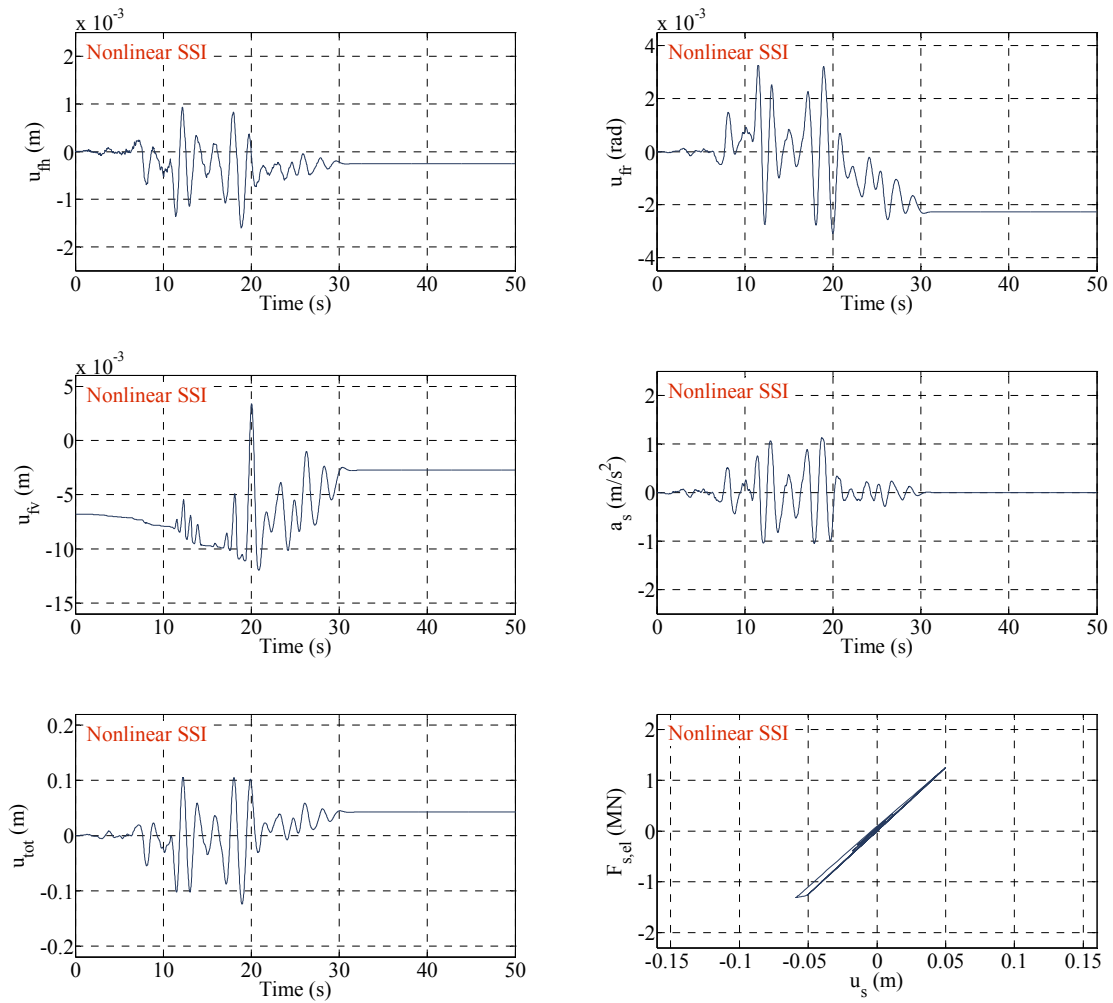 x 10⁻³
2
1
0
-1
-2
u_fh (m)
Nonlinear SSI
0 10 20 30 40 50
Time (s)
x 10⁻³
4
2
0
-2
-4
u_fr (rad)
Nonlinear SSI
0 10 20 30 40 50
Time (s)
x 10⁻³
5
0
-5
-10
-15
u_fv (m)
Nonlinear SSI
0 10 20 30 40 50
Time (s)
2
1
0
-1
-2
a_s (m/s²)
Nonlinear SSI
0 10 20 30 40 50
Time (s)
0.2
0.1
0
-0.1
-0.2
u_tot (m)
Nonlinear SSI
0 10 20 30 40 50
Time (s)
2
1
0
-1
-2
F_s,el (MN)
Nonlinear SSI
-0.15 -0.1 -0.05 0 0.05 0.1 0.15
u_s (m)